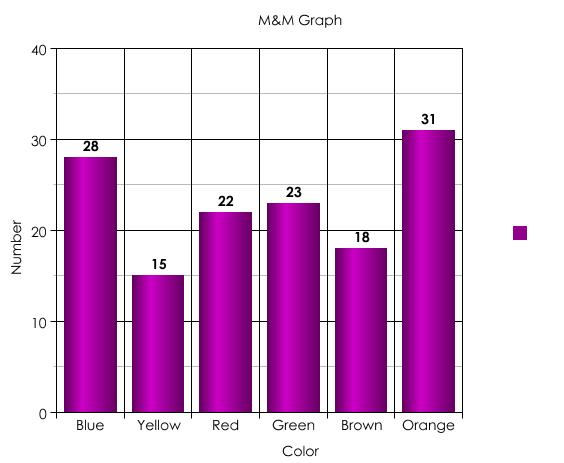 M&M Graph
40
30
20
10
0
Number
28
15
22
23
18
31
Blue
Yellow
Red
Green
Brown
Orange
Color